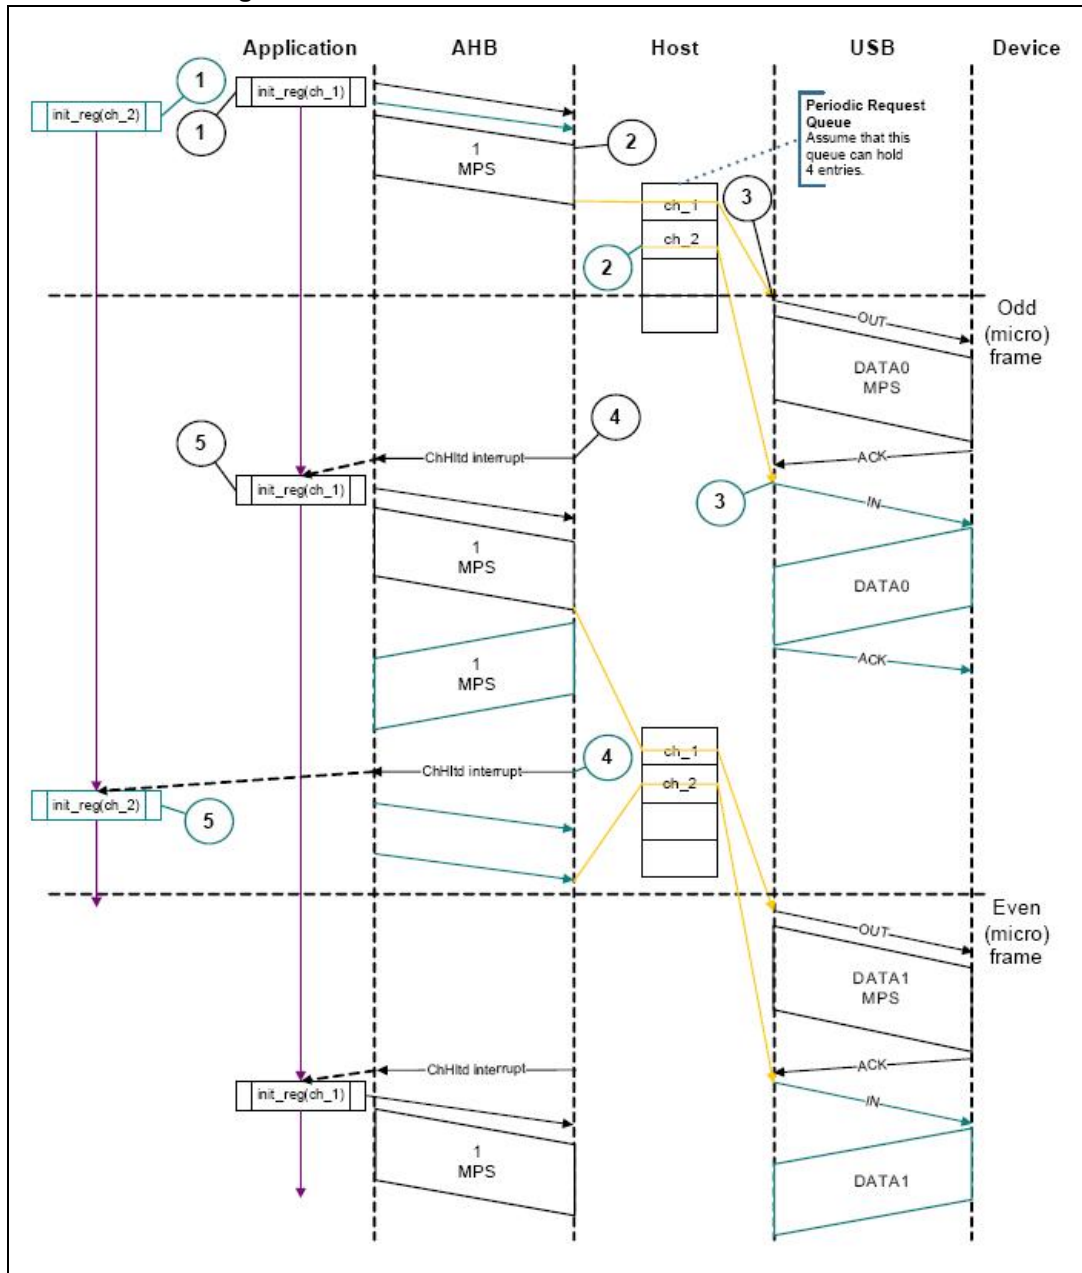 Application AHB Host USB Device
1
init_reg(ch_1)
init_reg(ch_2)
1
Periodic Request
Queue
Assume that this
queue can hold
4 entries.
1
MPS
2
3
ch_1
ch_2
2
Odd
(micro)
frame
OUT
DATA0
MPS
4
5
ChHltd interrupt
ACK
init_reg(ch_1)
3
IN
1
MPS
DATA0
1
MPS
ACK
ch_1
ChHltd interrupt
4
ch_2
init_reg(ch_2)
5
Even
(micro)
frame
OUT
DATA1
MPS
ChHltd interrupt
ACK
init_reg(ch_1)
IN
1
MPS
DATA1